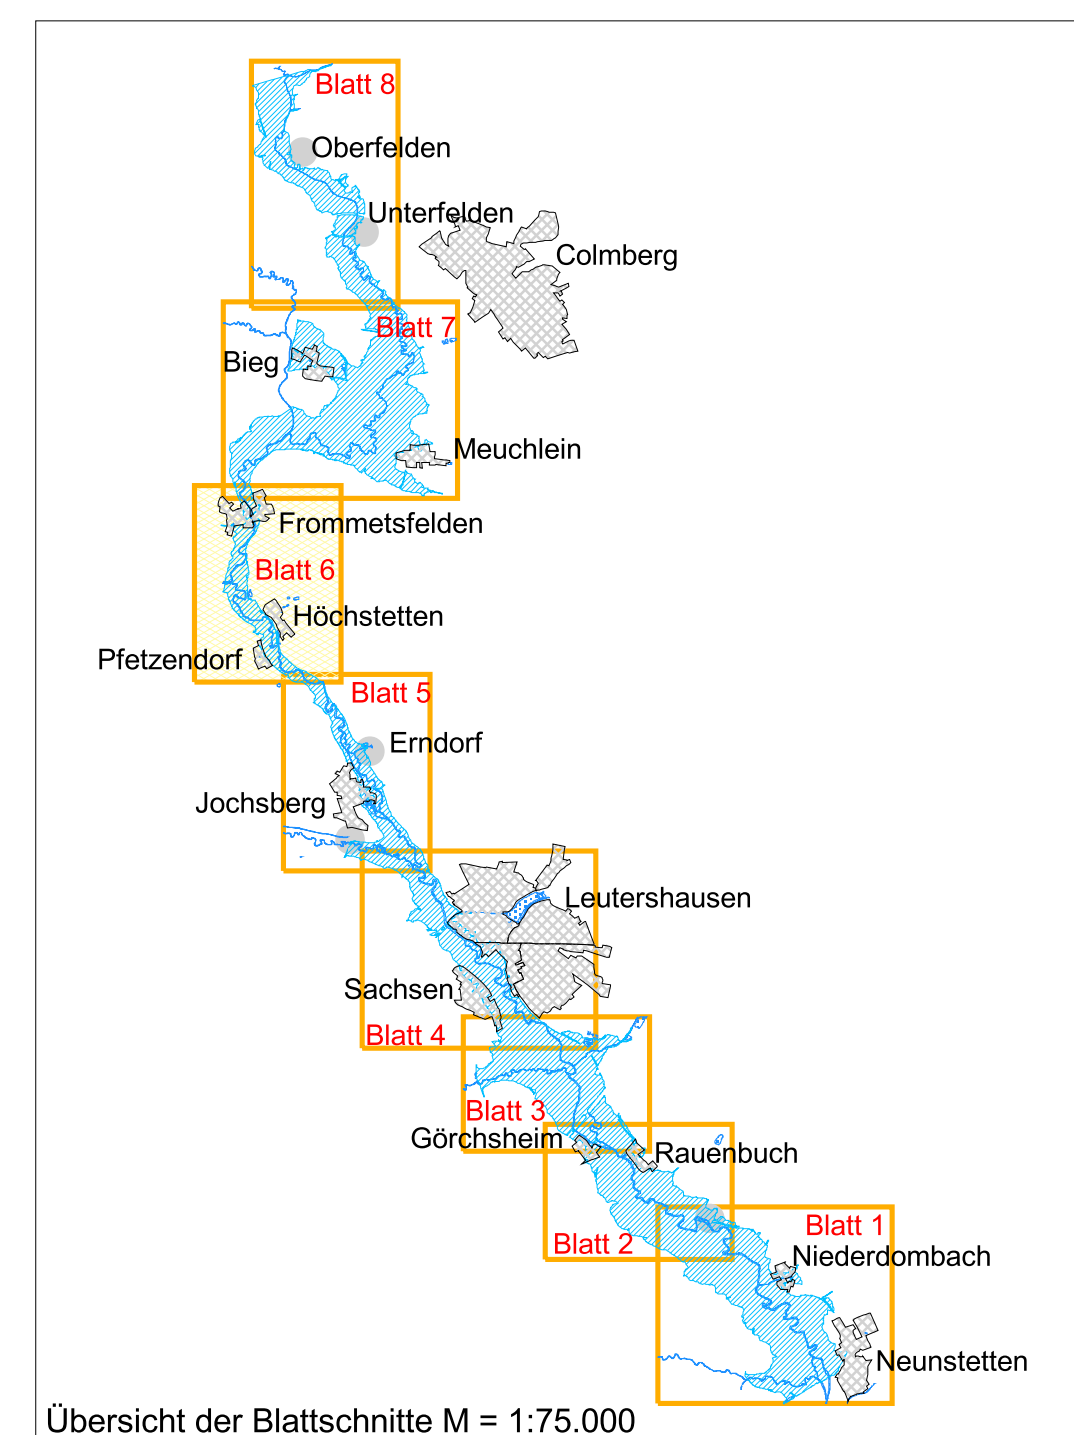 Blatt 8
Oberfelden
Unterfelden
Colmberg
Blatt 7
Bieg
Meuchlein
Frommetsfelden
Blatt 6
Höchstetten
Pfetzendorf
Blatt 5
Erndorf
Jochsberg
Leutershausen
Sachsen
Blatt 4
Blatt 3
Görchsheim
Rauenbuch
Blatt 1
Blatt 2
Niederdombach
Neunstetten
Übersicht der Blattschnitte M = 1:75.000